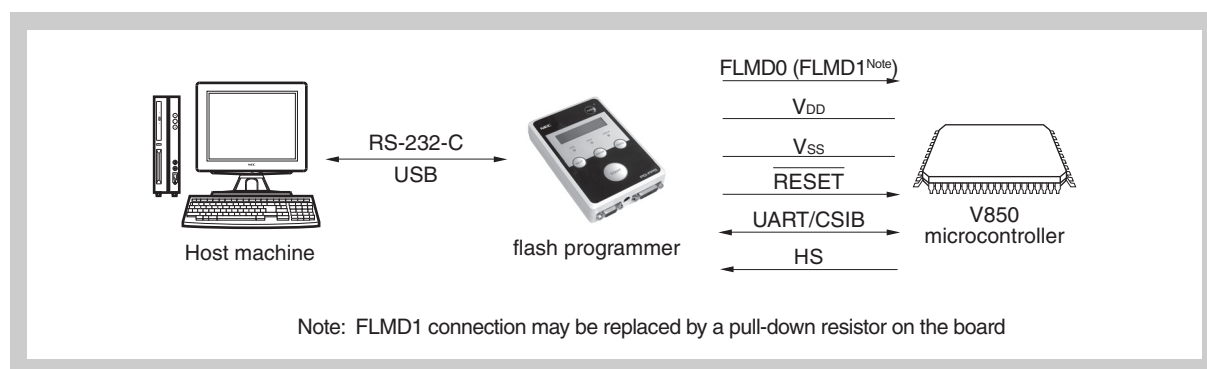 FLMD0 (FLMD1Note)
VDD
VSS
RESET
UART/CSIB
HS
RS-232-C
USB
NEC
Host machine
flash programmer
V850
microcontroller
Note: FLMD1 connection may be replaced by a pull-down resistor on the board